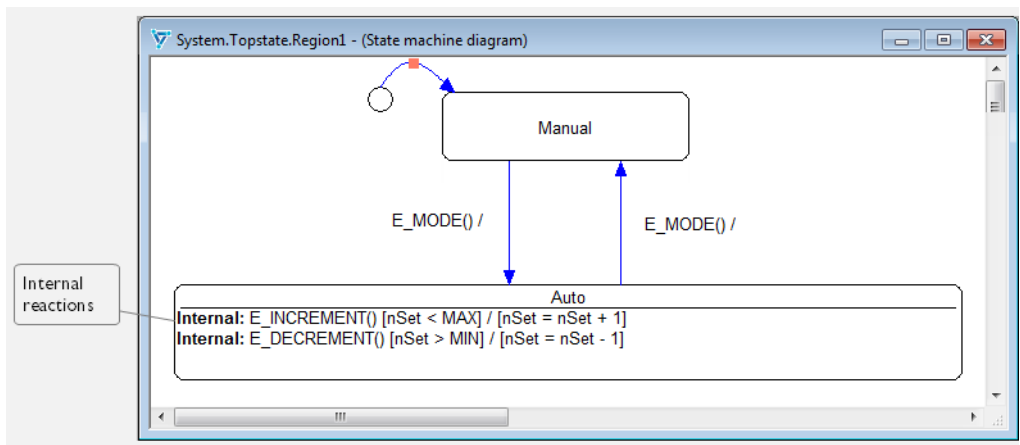 System.Topstate.Region1 - (State machine diagram)
Manual
E_MODE() /
E_MODE() /
Internal
reactions
Auto
Internal: E_INCREMENT() [nSet < MAX] / [nSet = nSet + 1]
Internal: E_DECREMENT() [nSet > MIN] / [nSet = nSet - 1]